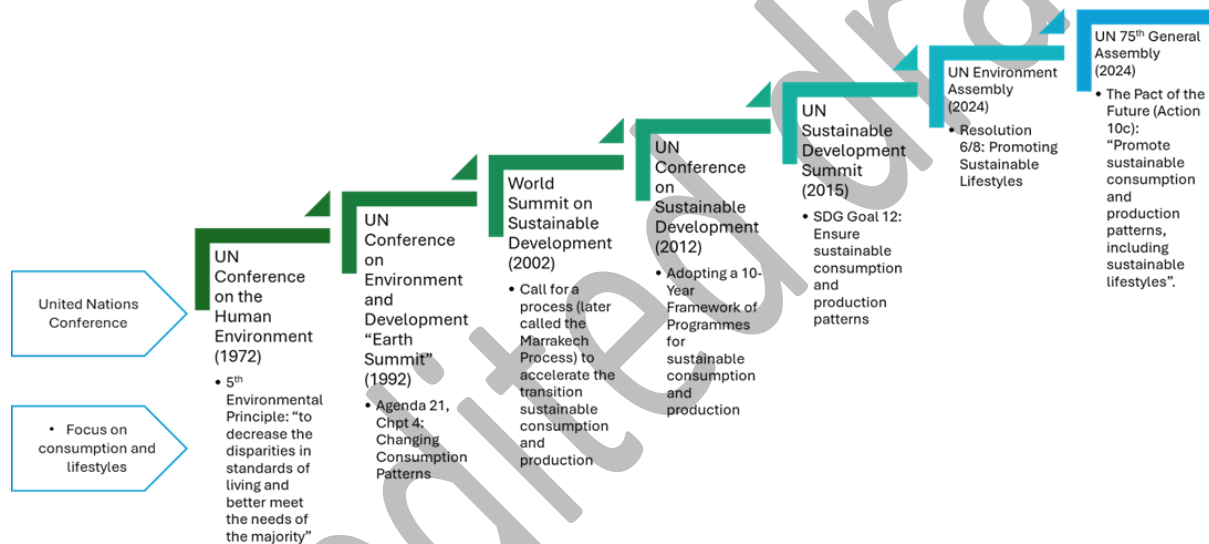 United Nations
Conference
• Focus on
consumption and
lifestyles
UN
Conference
on the
Human
Environment
(1972)
• 5th
Environmental
Principle: “to
decrease the
disparities in
standards of
living and
better meet
the needs of
the majority”
UN
Conference
on
Environment
and
Development
“Earth
Summit”
(1992)
• Agenda 21,
Chpt 4:
Changing
Consumption
Patterns
World
Summit on
Sustainable
Development
(2002)
• Call for a
process (later
called the
Marrakech
Process) to
accelerate the
transition
sustainable
consumption
and
production
UN
Conference
on
Sustainable
Development
(2012)
• Adopting a 10-
Year
Framework of
Programmes
for
sustainable
consumption
and
production
UN
Sustainable
Development
Summit
(2015)
• SDG Goal 12:
Ensure
sustainable
consumption
and
production
patterns
UN Environment
Assembly
(2024)
• Resolution
6/8: Promoting
Sustainable
Lifestyles
UN 75th General
Assembly
(2024)
• The Pact of the
Future (Action
10c):
“Promote
sustainable
consumption
and
production
patterns,
including
sustainable
lifestyles”.